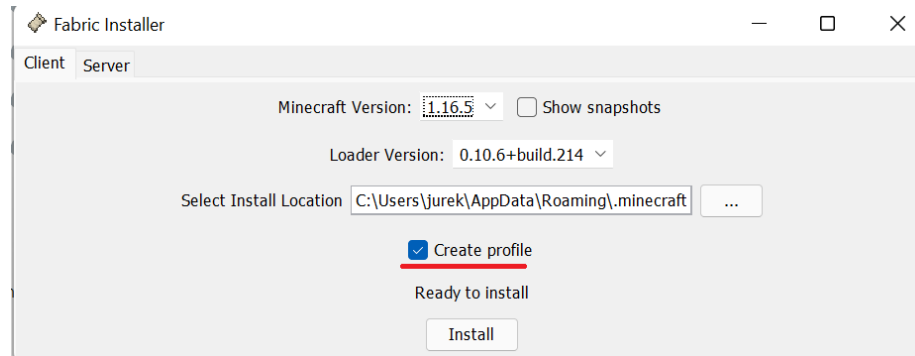 Fabric Installer
Client Server
Minecraft Version: 1.16.5 Show snapshots
Loader Version: 0.10.6+build.214
Select Install Location C:\Users\jurek\AppData\Roaming\.minecraft ...
Create profile
Ready to install
Install